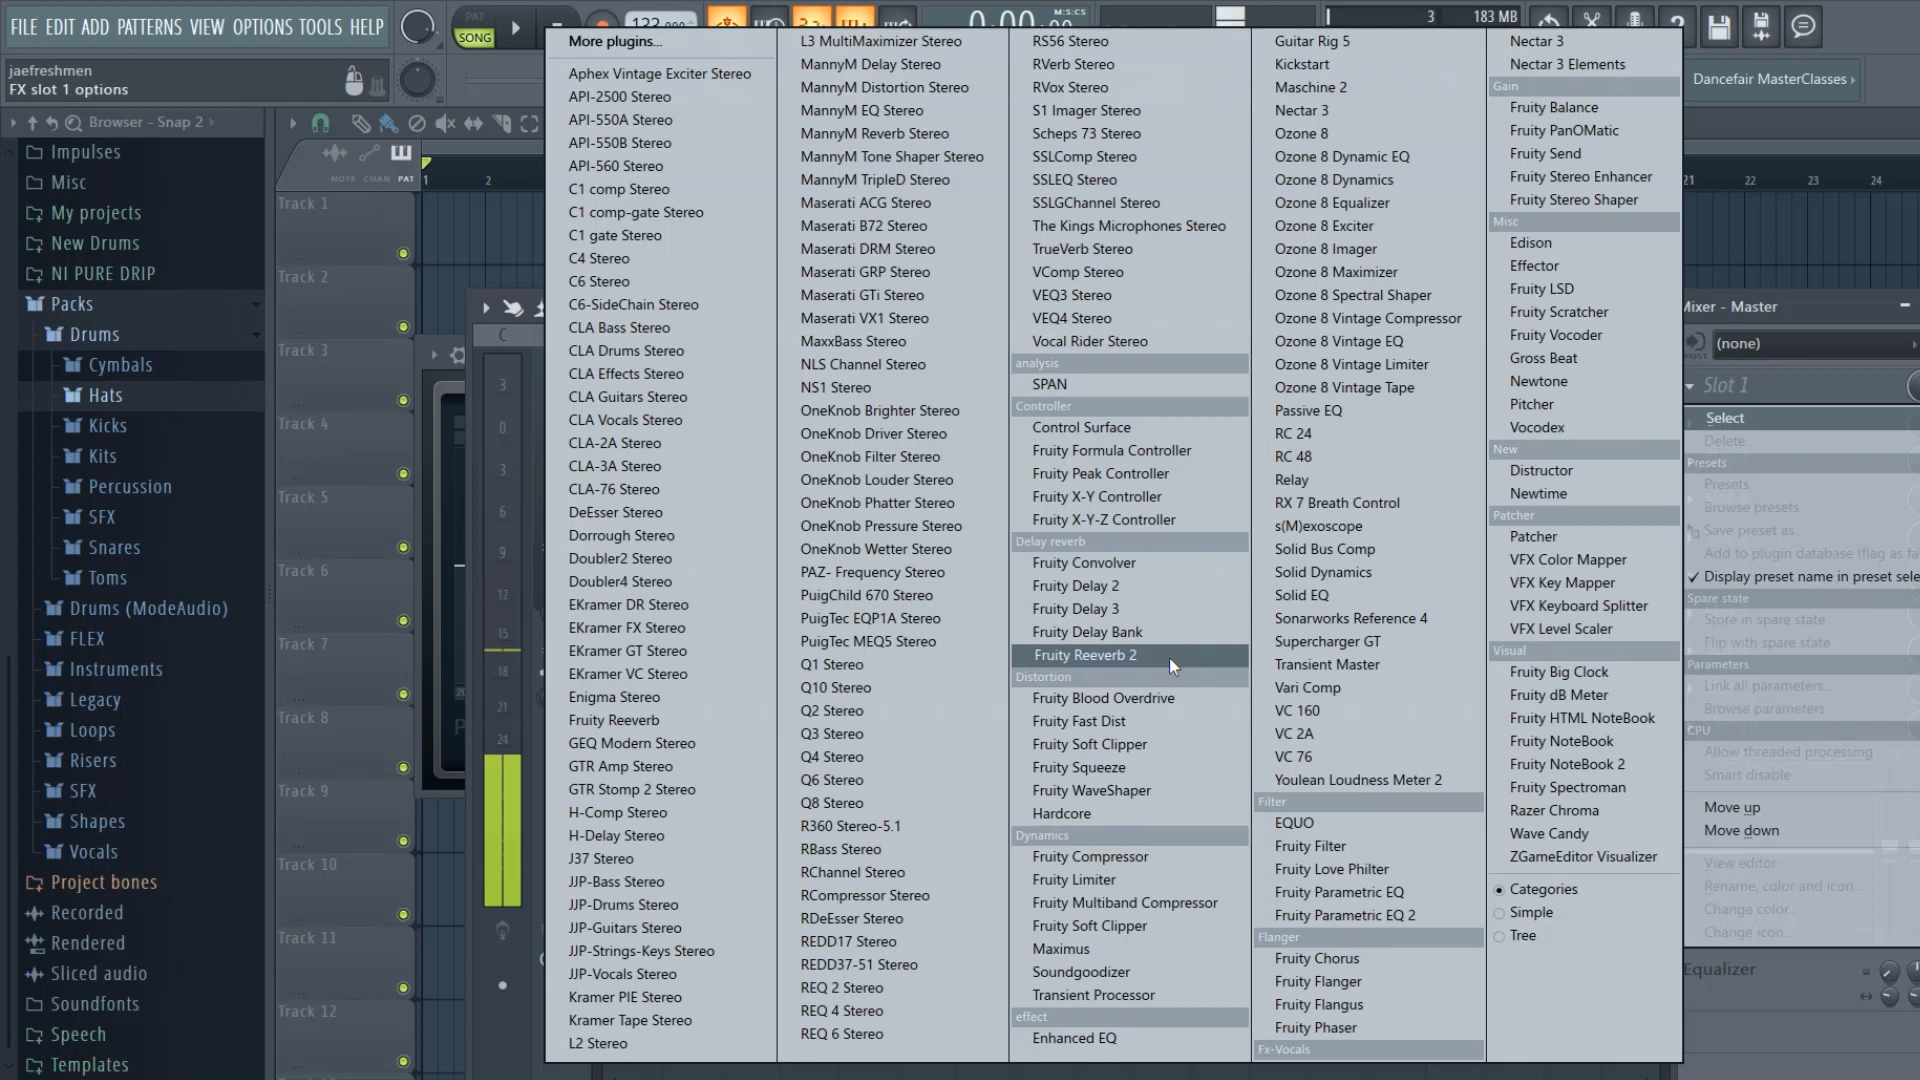 FILE EDIT ADD PATTERNS VIEW OPTIONS TOOLS HELP
PAT
SONG
M:S:CS
3
183 MB
jaefreshmen
FX slot 1 options
Dancefair MasterClasses
Browser - Snap 2
Impulses
Misc
My projects
New Drums
NI PURE DRIP
Packs
Drums
Cymbals
Hats
Kicks
Kits
Percussion
SFX
Snares
Toms
Drums (ModeAudio)
FLEX
Instruments
Legacy
Loops
Risers
SFX
Shapes
Vocals
Project bones
Recorded
Rendered
Sliced audio
Soundfonts
Speech
Templates
NOTE CHAN PAT
1
2
Track 1
Track 2
Track 3
Track 4
Track 5
Track 6
Track 7
Track 8
Track 9
Track 10
Track 11
Track 12
C
3
0
3
6
9
12
15
18
21
24
More plugins...
Aphex Vintage Exciter Stereo
API-2500 Stereo
API-550A Stereo
API-550B Stereo
API-560 Stereo
C1 comp Stereo
C1 comp-gate Stereo
C1 gate Stereo
C4 Stereo
C6 Stereo
C6-SideChain Stereo
CLA Bass Stereo
CLA Drums Stereo
CLA Effects Stereo
CLA Guitars Stereo
CLA Vocals Stereo
CLA-2A Stereo
CLA-3A Stereo
CLA-76 Stereo
DeEsser Stereo
Dorrough Stereo
Doubler2 Stereo
Doubler4 Stereo
EKramer DR Stereo
EKramer FX Stereo
EKramer GT Stereo
EKramer VC Stereo
Enigma Stereo
Fruity Reeverb
GEQ Modern Stereo
GTR Amp Stereo
GTR Stomp 2 Stereo
H-Comp Stereo
H-Delay Stereo
J37 Stereo
JJP-Bass Stereo
JJP-Drums Stereo
JJP-Guitars Stereo
JJP-Strings-Keys Stereo
JJP-Vocals Stereo
Kramer PIE Stereo
Kramer Tape Stereo
L2 Stereo
L3 MultiMaximizer Stereo
MannyM Delay Stereo
MannyM Distortion Stereo
MannyM EQ Stereo
MannyM Reverb Stereo
MannyM Tone Shaper Stereo
MannyM TripleD Stereo
Maserati ACG Stereo
Maserati B72 Stereo
Maserati DRM Stereo
Maserati GRP Stereo
Maserati GTi Stereo
Maserati VX1 Stereo
MaxxBass Stereo
NLS Channel Stereo
NS1 Stereo
OneKnob Brighter Stereo
OneKnob Driver Stereo
OneKnob Filter Stereo
OneKnob Louder Stereo
OneKnob Phatter Stereo
OneKnob Pressure Stereo
OneKnob Wetter Stereo
PAZ- Frequency Stereo
PuigChild 670 Stereo
PuigTec EQP1A Stereo
PuigTec MEQ5 Stereo
Q1 Stereo
Q10 Stereo
Q2 Stereo
Q3 Stereo
Q4 Stereo
Q6 Stereo
Q8 Stereo
R360 Stereo-5.1
RBass Stereo
RChannel Stereo
RCompressor Stereo
RDeEsser Stereo
REDD17 Stereo
REDD37-51 Stereo
REQ 2 Stereo
REQ 4 Stereo
REQ 6 Stereo
RS56 Stereo
RVerb Stereo
RVox Stereo
S1 Imager Stereo
Scheps 73 Stereo
SSLComp Stereo
SSLEQ Stereo
SSLGChannel Stereo
The Kings Microphones Stereo
TrueVerb Stereo
VComp Stereo
VEQ3 Stereo
VEQ4 Stereo
Vocal Rider Stereo
analysis
SPAN
Controller
Control Surface
Fruity Formula Controller
Fruity Peak Controller
Fruity X-Y Controller
Fruity X-Y-Z Controller
Delay reverb
Fruity Convolver
Fruity Delay 2
Fruity Delay 3
Fruity Delay Bank
Fruity Reeverb 2
Distortion
Fruity Blood Overdrive
Fruity Fast Dist
Fruity Soft Clipper
Fruity Squeeze
Fruity WaveShaper
Hardcore
Dynamics
Fruity Compressor
Fruity Limiter
Fruity Multiband Compressor
Fruity Soft Clipper
Maximus
Soundgoodizer
Transient Processor
effect
Enhanced EQ
Guitar Rig 5
Kickstart
Maschine 2
Nectar 3
Ozone 8
Ozone 8 Dynamic EQ
Ozone 8 Dynamics
Ozone 8 Equalizer
Ozone 8 Exciter
Ozone 8 Imager
Ozone 8 Maximizer
Ozone 8 Spectral Shaper
Ozone 8 Vintage Compressor
Ozone 8 Vintage EQ
Ozone 8 Vintage Limiter
Ozone 8 Vintage Tape
Passive EQ
RC 24
RC 48
Relay
RX 7 Breath Control
s(M)exoscope
Solid Bus Comp
Solid Dynamics
Solid EQ
Sonarworks Reference 4
Supercharger GT
Transient Master
Vari Comp
VC 160
VC 2A
VC 76
Youlean Loudness Meter 2
Filter
EQUO
Fruity Filter
Fruity Love Philter
Fruity Parametric EQ
Fruity Parametric EQ 2
Flanger
Fruity Chorus
Fruity Flanger
Fruity Flangus
Fruity Phaser
Fx-Vocals
Nectar 3
Nectar 3 Elements
Gain
Fruity Balance
Fruity PanOMatic
Fruity Send
Fruity Stereo Enhancer
Fruity Stereo Shaper
Misc
Edison
Effector
Fruity LSD
Fruity Scratcher
Fruity Vocoder
Gross Beat
Newtone
Pitcher
Vocodex
New
Distructor
Newtime
Patcher
Patcher
VFX Color Mapper
VFX Key Mapper
VFX Keyboard Splitter
VFX Level Scaler
Visual
Fruity Big Clock
Fruity dB Meter
Fruity HTML NoteBook
Fruity NoteBook
Fruity NoteBook 2
Fruity Spectroman
Razer Chroma
Wave Candy
ZGameEditor Visualizer
Categories
Simple
Tree
21
22
23
24
Mixer - Master
POST
(none)
Slot 1
Select
Delete...
Presets
Presets
Browse presets
Save preset as...
Add to plugin database (flag as fa
Display preset name in preset sele
Spare state
Store in spare state
Flip with spare state
Parameters
Link all parameters...
Browse parameters
CPU
Allow threaded processing
Smart disable
Move up
Move down
View editor
Rename, color and icon...
Change color...
Change icon...
Equalizer